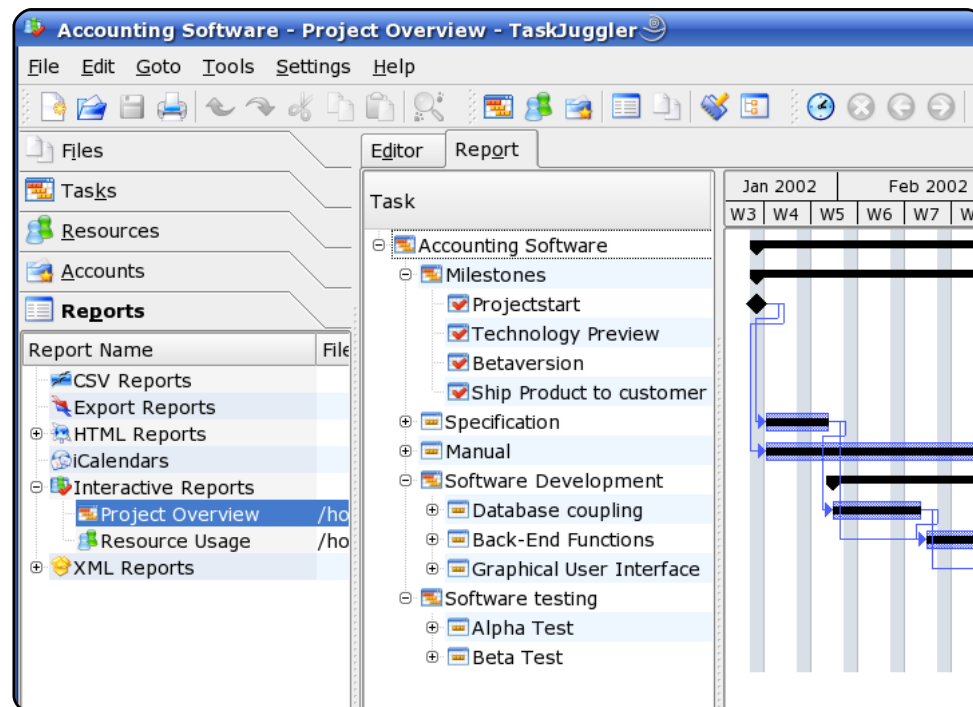 Accounting Software - Project Overview - TaskJuggler
File Edit Goto Tools Settings Help
Files
Tasks
Resources
Accounts
Reports
Report Name File
CSV Reports
Export Reports
HTML Reports
iCalendars
Interactive Reports
Project Overview /ho
Resource Usage /ho
XML Reports
Editor Report
Task
Accounting Software
Milestones
Projectstart
Technology Preview
Betaversion
Ship Product to customer
Specification
Manual
Software Development
Database coupling
Back-End Functions
Graphical User Interface
Software testing
Alpha Test
Beta Test
Jan 2002 Feb 2002
W3 W4 W5 W6 W7 W